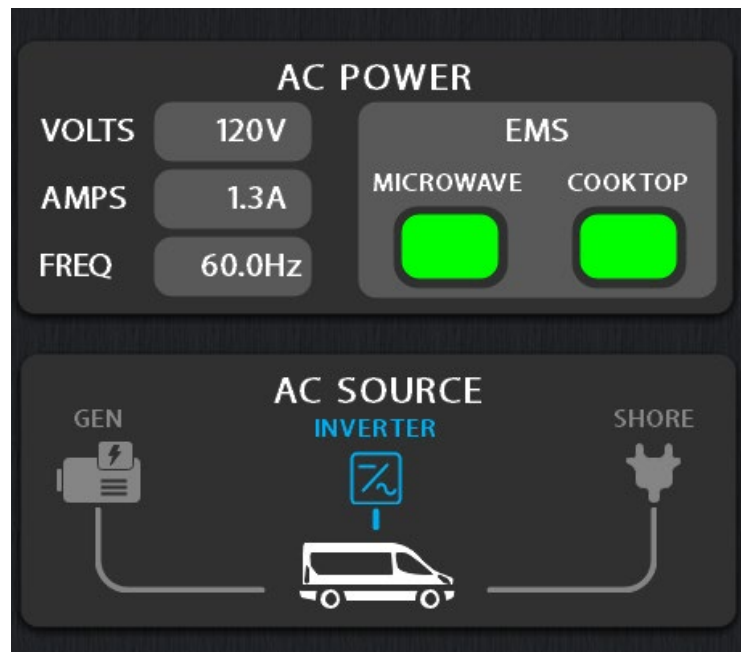 AC POWER
VOLTS 120V
AMPS 1.3A
FREQ 60.0Hz
EMS
MICROWAVE COOKTOP
AC SOURCE
GEN
INVERTER
SHORE